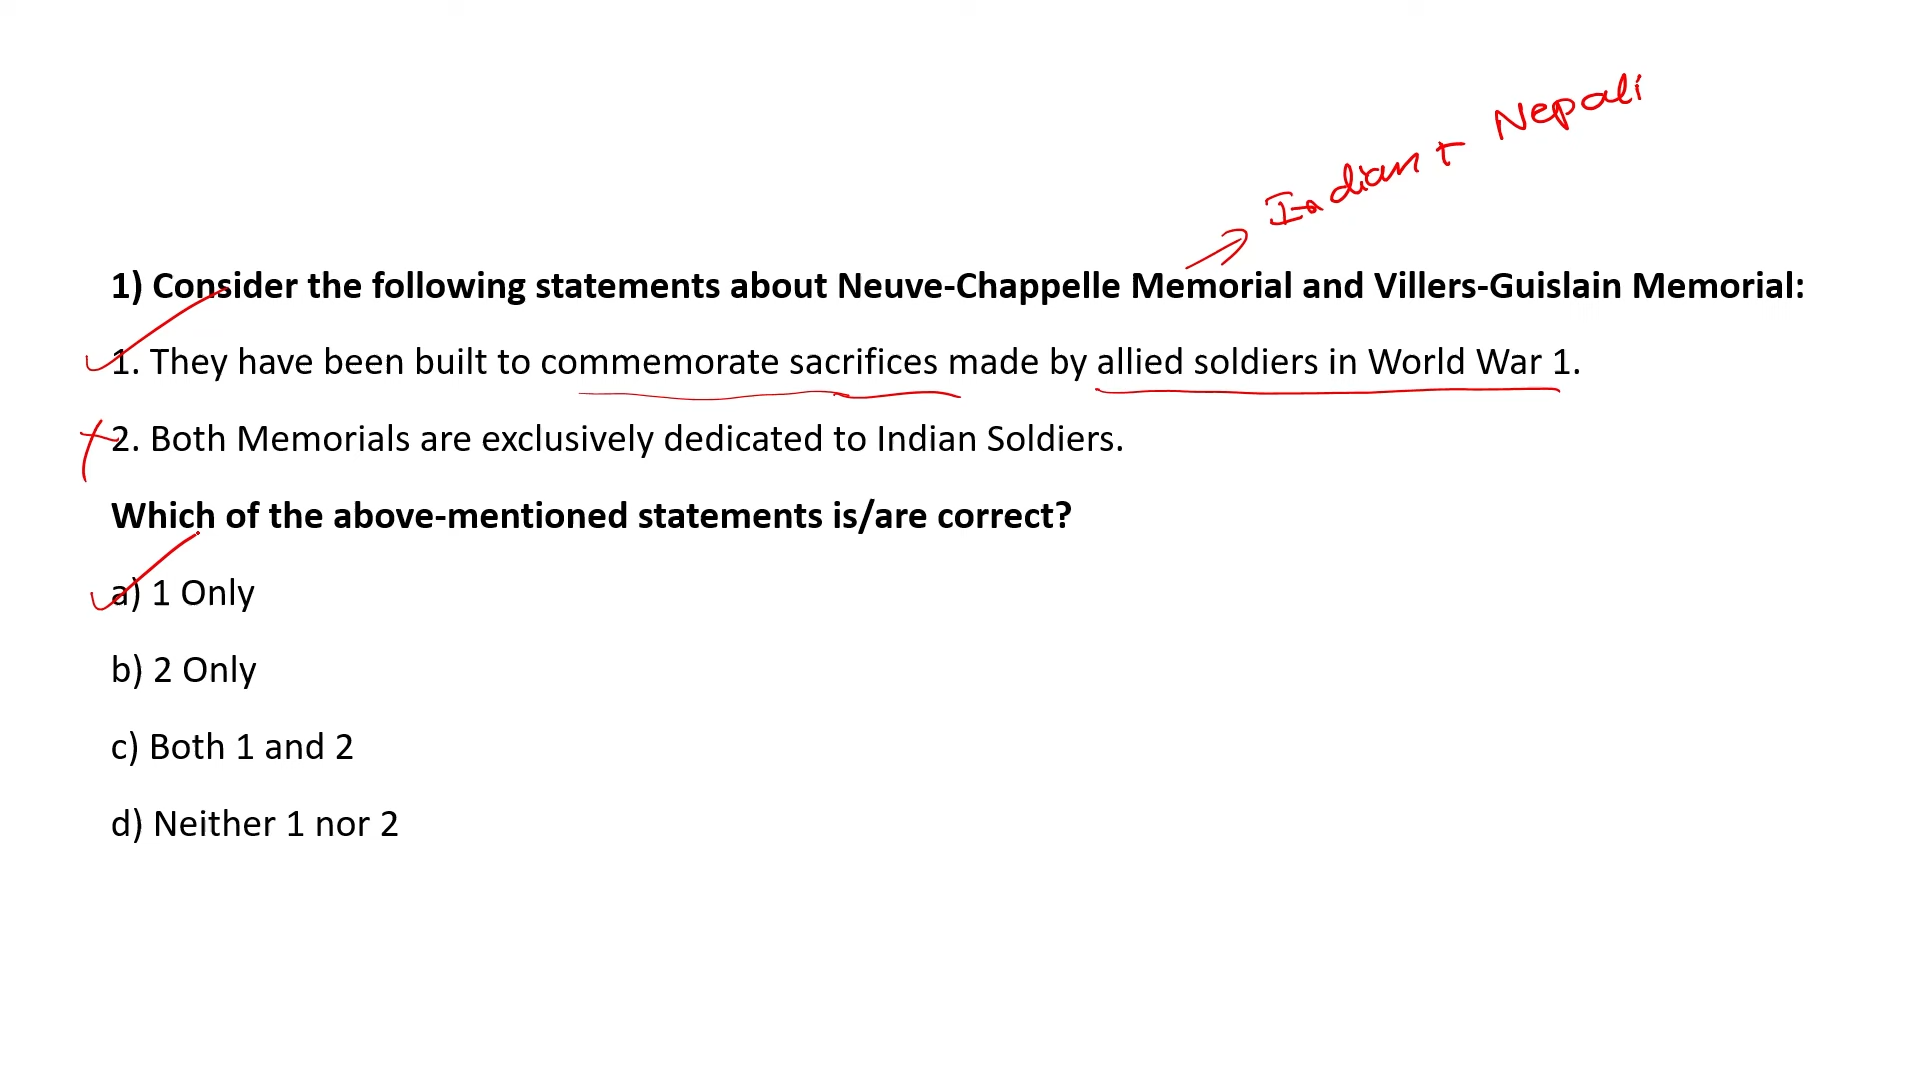 Indian + Nepali
1) Consider the following statements about Neuve-Chappelle Memorial and Villers-Guislain Memorial:
1. They have been built to commemorate sacrifices made by allied soldiers in World War 1.
2. Both Memorials are exclusively dedicated to Indian Soldiers.
Which of the above-mentioned statements is/are correct?
a) 1 Only
b) 2 Only
c) Both 1 and 2
d) Neither 1 nor 2